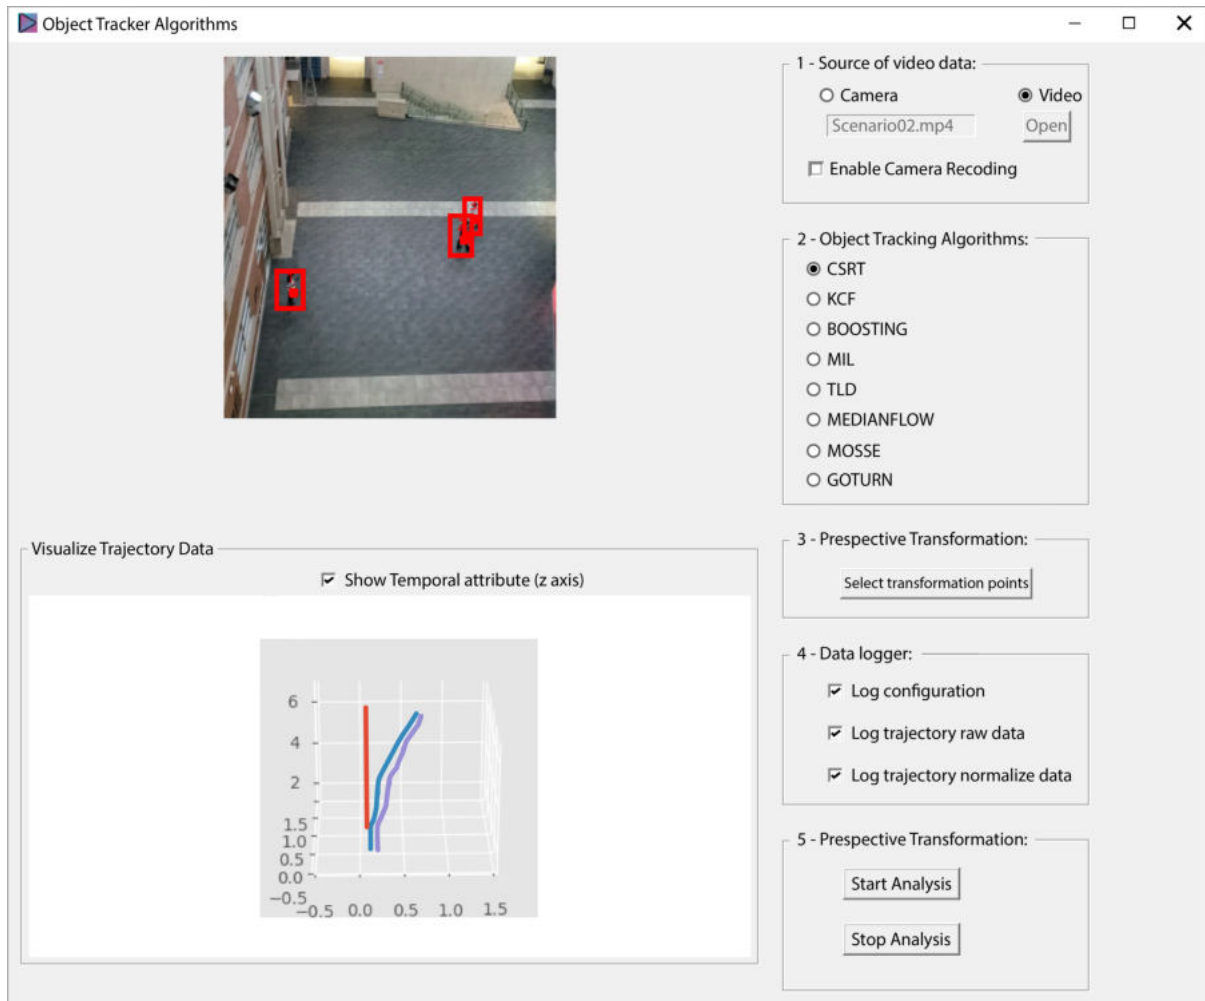 Object Tracker Algorithms
1 - Source of video data:
Camera
Video
Scenario02.mp4
Open
Enable Camera Recoding
2 - Object Tracking Algorithms:
CSRT
KCF
BOOSTING
MIL
TLD
MEDIANFLOW
MOSSE
GOTURN
3 - Prespective Transformation:
Select transformation points
4 - Data logger:
Log configuration
Log trajectory raw data
Log trajectory normalize data
5 - Prespective Transformation:
Start Analysis
Stop Analysis
Visualize Trajectory Data
Show Temporal attribute (z axis)
6
4
2
1.5
1.0
0.5
0.0
−0.5
−0.5 0.0 0.5 1.0 1.5